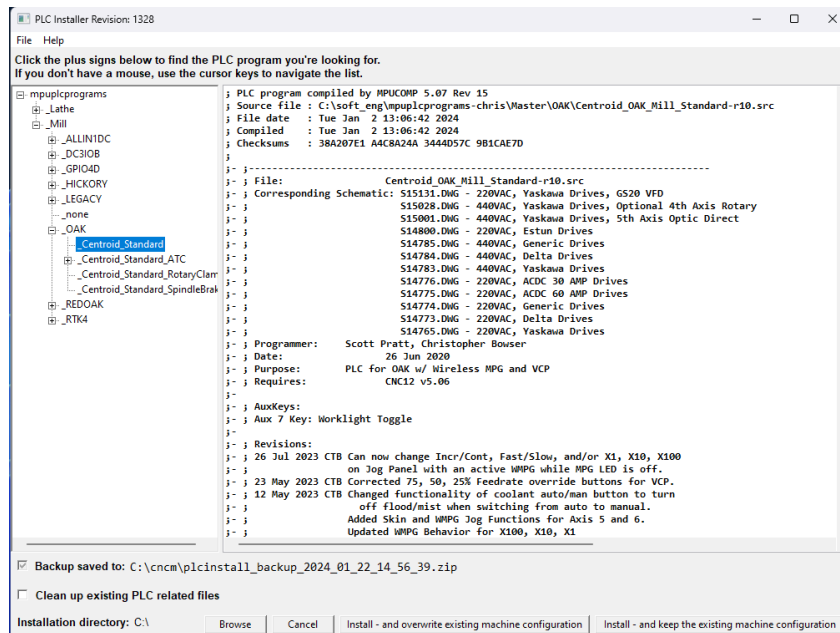 PLC Installer Revision: 1328
File Help
Click the plus signs below to find the PLC program you're looking for.
If you don't have a mouse, use the cursor keys to navigate the list.
mpuplcprograms
_Lathe
_Mill
_ALLIN1DC
_DC3IOB
_GPIO4D
_HICKORY
_LEGACY
_none
_OAK
_Centroid_Standard
_Centroid_Standard_ATC
_Centroid_Standard_RotaryClam
_Centroid_Standard_SpindleBrak
_REDOAK
_RTK4
; PLC program compiled by MPUCOMP 5.07 Rev 15
; Source file : C:\soft_eng\mpuplcprograms-chris\Master\OAK\Centroid_OAK_Mill_Standard-r10.src
; File date : Tue Jan 2 13:06:42 2024
; Compiled : Tue Jan 2 13:06:42 2024
; Checksums : 38A207E1 A4C8A24A 3444D57C 9B1CAE7D
;
;- ;------------------------------------------------------------------------------
;- ; File: Centroid_OAK_Mill_Standard-r10.src
;- ; Corresponding Schematic: S15131.DWG - 220VAC, Yaskawa Drives, GS20 VFD
;- ; S15028.DWG - 440VAC, Yaskawa Drives, Optional 4th Axis Rotary
;- ; S15001.DWG - 440VAC, Yaskawa Drives, 5th Axis Optic Direct
;- ; S14800.DWG - 220VAC, Estun Drives
;- ; S14785.DWG - 440VAC, Generic Drives
;- ; S14784.DWG - 440VAC, Delta Drives
;- ; S14783.DWG - 440VAC, Yaskawa Drives
;- ; S14776.DWG - 220VAC, ACDC 30 AMP Drives
;- ; S14775.DWG - 220VAC, ACDC 60 AMP Drives
;- ; S14774.DWG - 220VAC, Generic Drives
;- ; S14773.DWG - 220VAC, Delta Drives
;- ; S14765.DWG - 220VAC, Yaskawa Drives
;- ; Programmer: Scott Pratt, Christopher Bowser
;- ; Date: 26 Jun 2020
;- ; Purpose: PLC for OAK w/ Wireless MPG and VCP
;- ; Requires: CNC12 v5.06
;-
;- ; AuxKeys:
;- ; Aux 7 Key: Worklight Toggle
;-
;- ; Revisions:
;- ; 26 Jul 2023 CTB Can now change Incr/Cont, Fast/Slow, and/or X1, X10, X100
;- ; on Jog Panel with an active WMPG while MPG LED is off.
;- ; 23 May 2023 CTB Corrected 75, 50, 25% Feedrate override buttons for VCP.
;- ; 12 May 2023 CTB Changed functionality of coolant auto/man button to turn
;- ; off flood/mist when switching from auto to manual.
;- ; Added Skin and WMPG Jog Functions for Axis 5 and 6.
;- ; Updated WMPG Behavior for X100, X10, X1
Backup saved to: C:\cncm\plcinstall_backup_2024_01_22_14_56_39.zip
Clean up existing PLC related files
Installation directory: C:\ Browse Cancel Install - and overwrite existing machine configuration Install - and keep the existing machine configuration